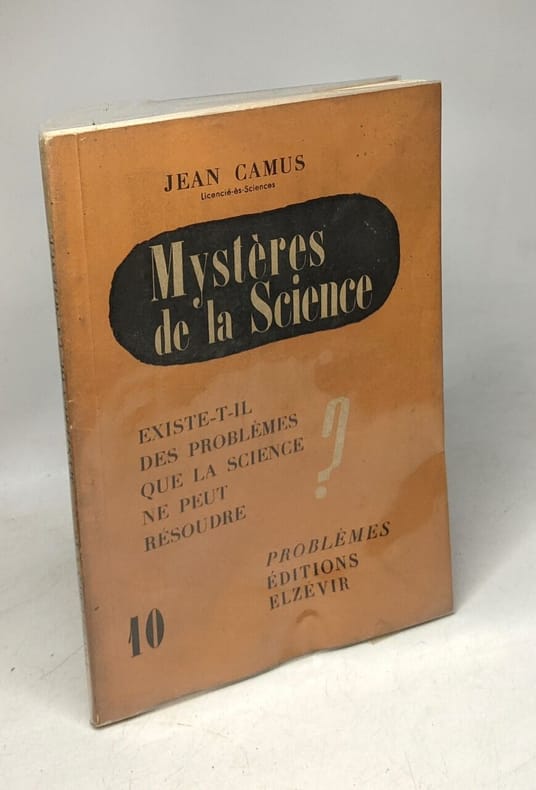 JEAN CAMUS
Licencié-ès-Sciences
Mystères
de la Science
EXISTE-T-IL
DES PROBLÈMES
QUE LA SCIENCE
NE PEUT
RÉSOUDRE
?
PROBLÈMES
ÉDITIONS
ELZÉVIR
10